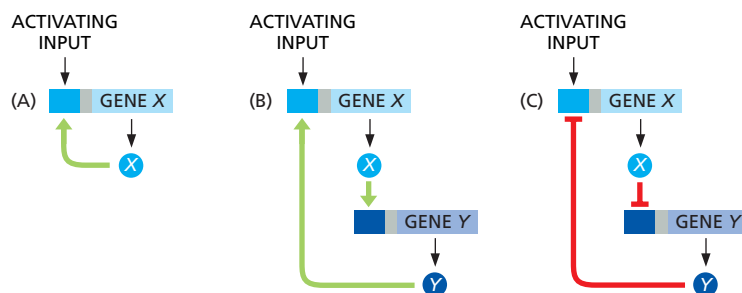 ACTIVATING
INPUT
(A) GENE X
X
ACTIVATING
INPUT
(B) GENE X
X
GENE Y
Y
ACTIVATING
INPUT
(C) GENE X
X
GENE Y
Y